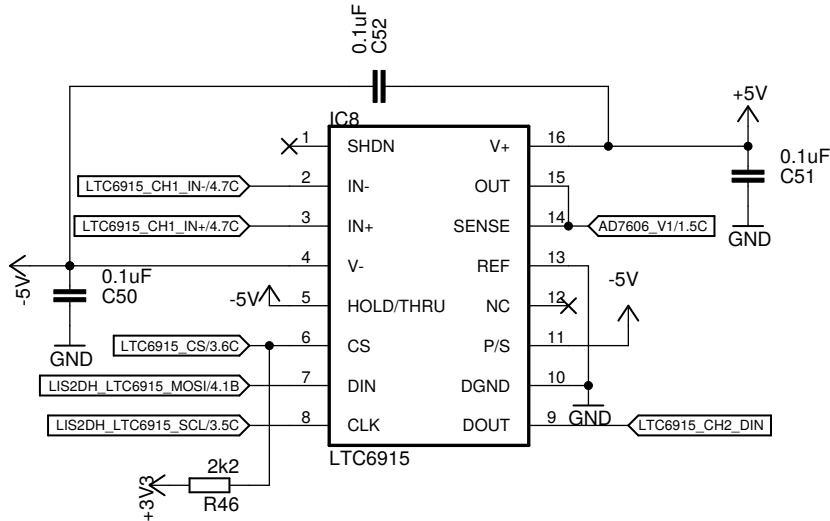 0.1uF
C52
+5V
IC8
1
SHDN
V+
16
0.1uF
C51
LTC6915_CH1_IN-/4.7C
2
IN-
OUT
15
LTC6915_CH1_IN+/4.7C
3
IN+
SENSE
14
AD7606_V1/1.5C
GND
-5V
0.1uF
C50
4
V-
REF
13
-5V
5
HOLD/THRU
NC
12
-5V
GND
LTC6915_CS/3.6C
6
CS
P/S
11
LIS2DH_LTC6915_MOSI/4.1B
7
DIN
DGND
10
GND
LIS2DH_LTC6915_SCL/3.5C
8
CLK
DOUT
9
LTC6915_CH2_DIN
LTC6915
+3V3
2k2
R46